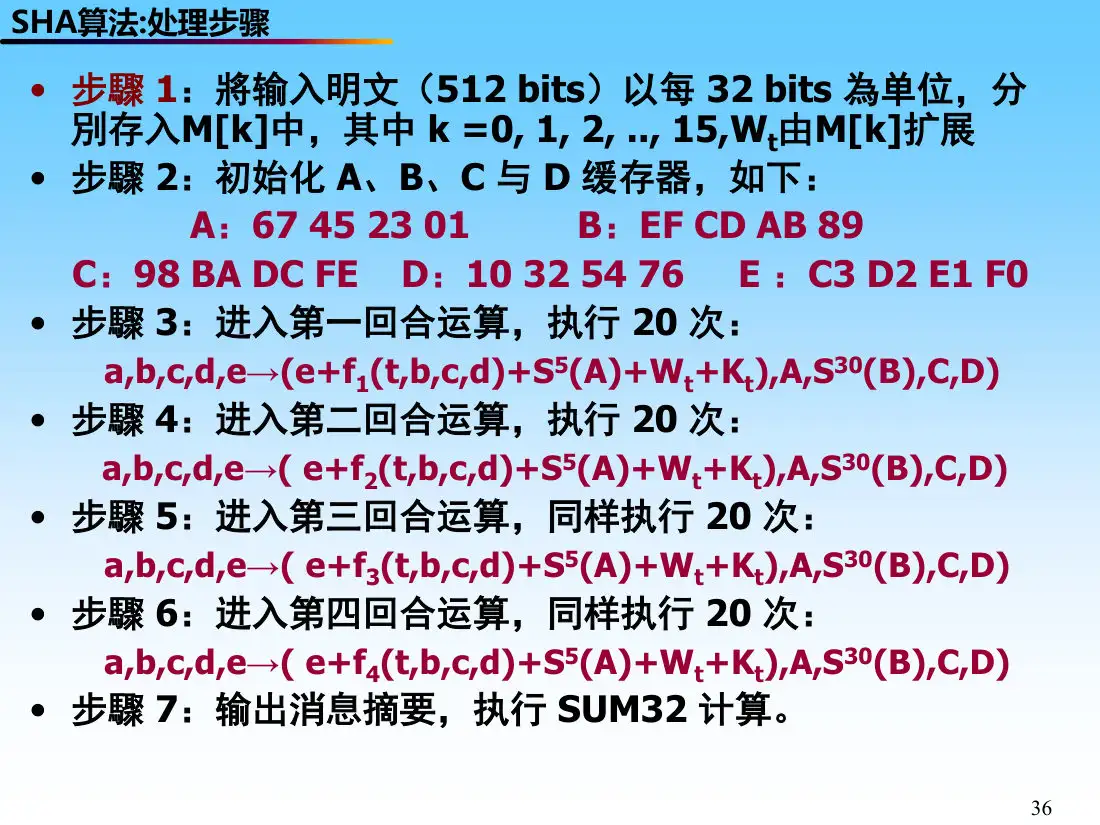 SHA算法:处理步骤
• 步驟 1：將输入明文（512 bits）以每 32 bits 為单位，分
別存入M[k]中，其中 k =0, 1, 2, .., 15,Wt由M[k]扩展
• 步驟 2：初始化 A、B、C 与 D 缓存器，如下：
A：67 45 23 01 B：EF CD AB 89
C：98 BA DC FE D：10 32 54 76 E ：C3 D2 E1 F0
• 步驟 3：进入第一回合运算，执行 20 次：
a,b,c,d,e→(e+f1(t,b,c,d)+S5(A)+Wt+Kt),A,S30(B),C,D)
• 步驟 4：进入第二回合运算，执行 20 次：
a,b,c,d,e→( e+f2(t,b,c,d)+S5(A)+Wt+Kt),A,S30(B),C,D)
• 步驟 5：进入第三回合运算，同样执行 20 次：
a,b,c,d,e→( e+f3(t,b,c,d)+S5(A)+Wt+Kt),A,S30(B),C,D)
• 步驟 6：进入第四回合运算，同样执行 20 次：
a,b,c,d,e→( e+f4(t,b,c,d)+S5(A)+Wt+Kt),A,S30(B),C,D)
• 步驟 7：输出消息摘要，执行 SUM32 计算。
36